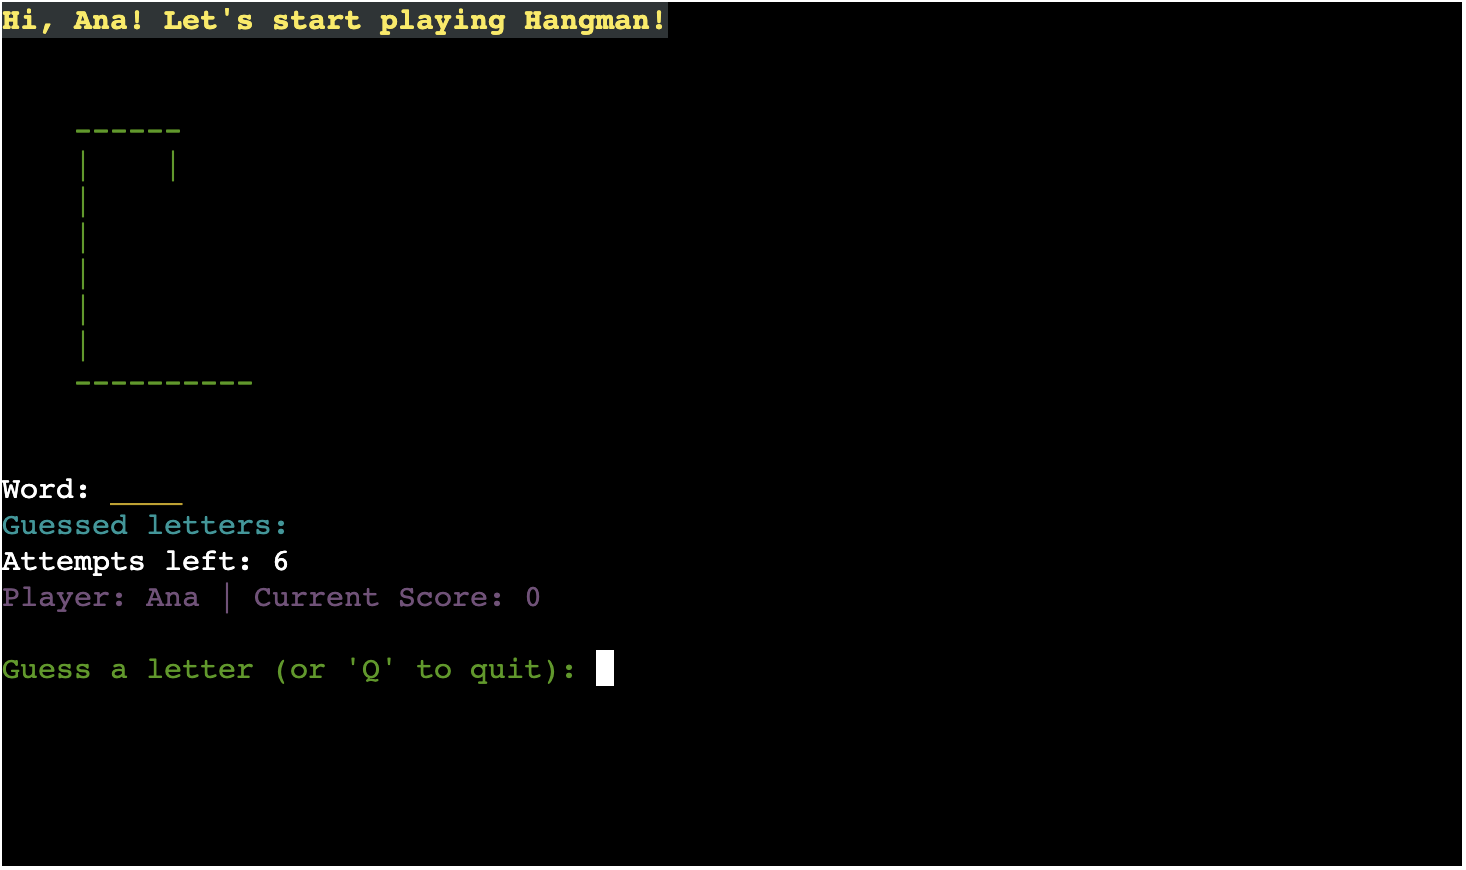 Hi, Ana! Let's start playing Hangman!
------
|    |
|
|
|
|
|
----------
Word: ____
Guessed letters:
Attempts left: 6
Player: Ana | Current Score: 0
Guess a letter (or 'Q' to quit):